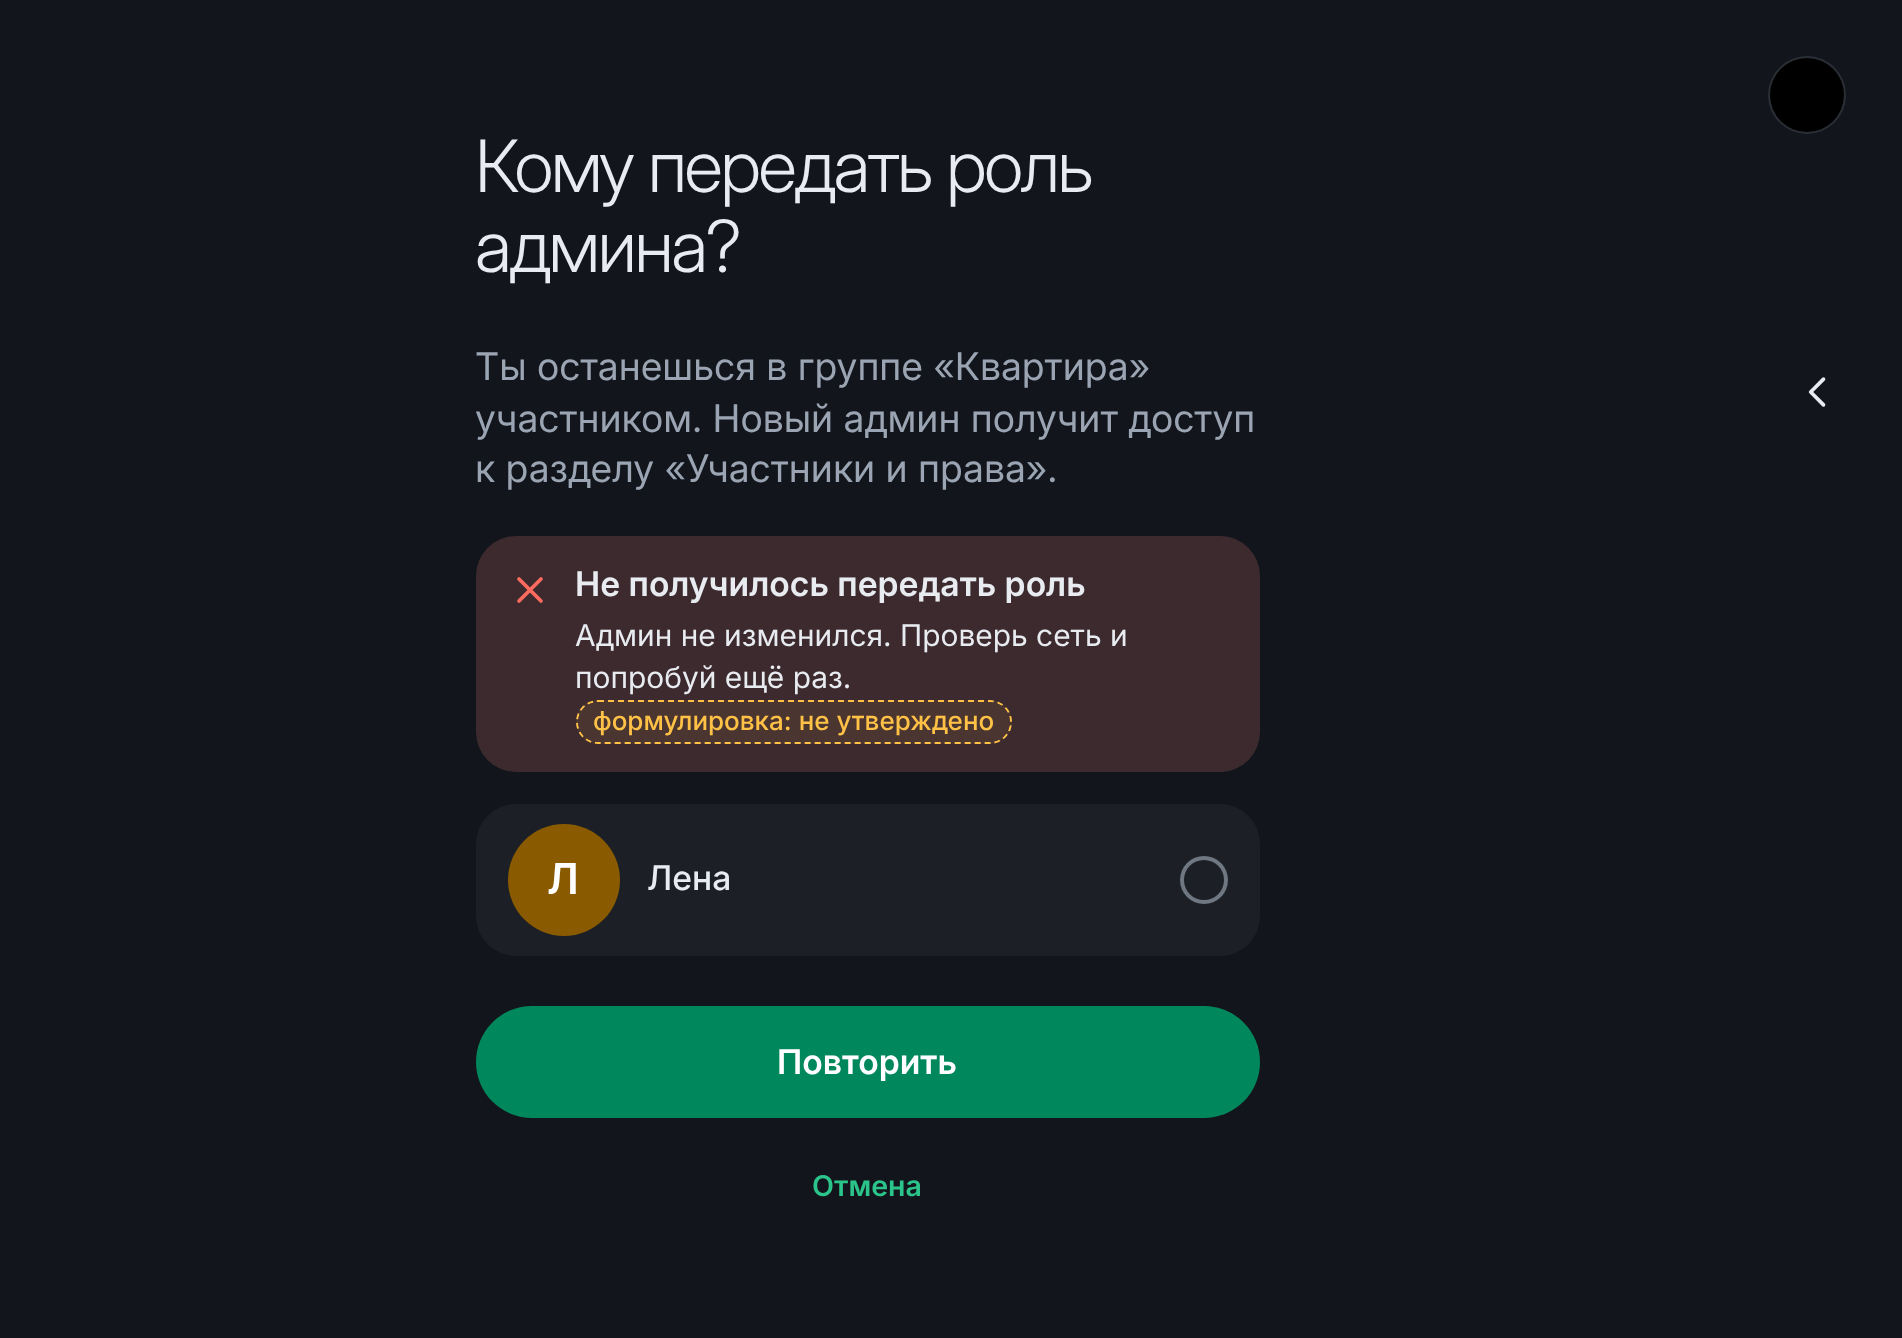 Кому передать роль
админа?
Ты останешься в группе «Квартира»
участником. Новый админ получит доступ
к разделу «Участники и права».
Не получилось передать роль
Админ не изменился. Проверь сеть и
попробуй ещё раз.
формулировка: не утверждено
Л
Лена
Повторить
Отмена